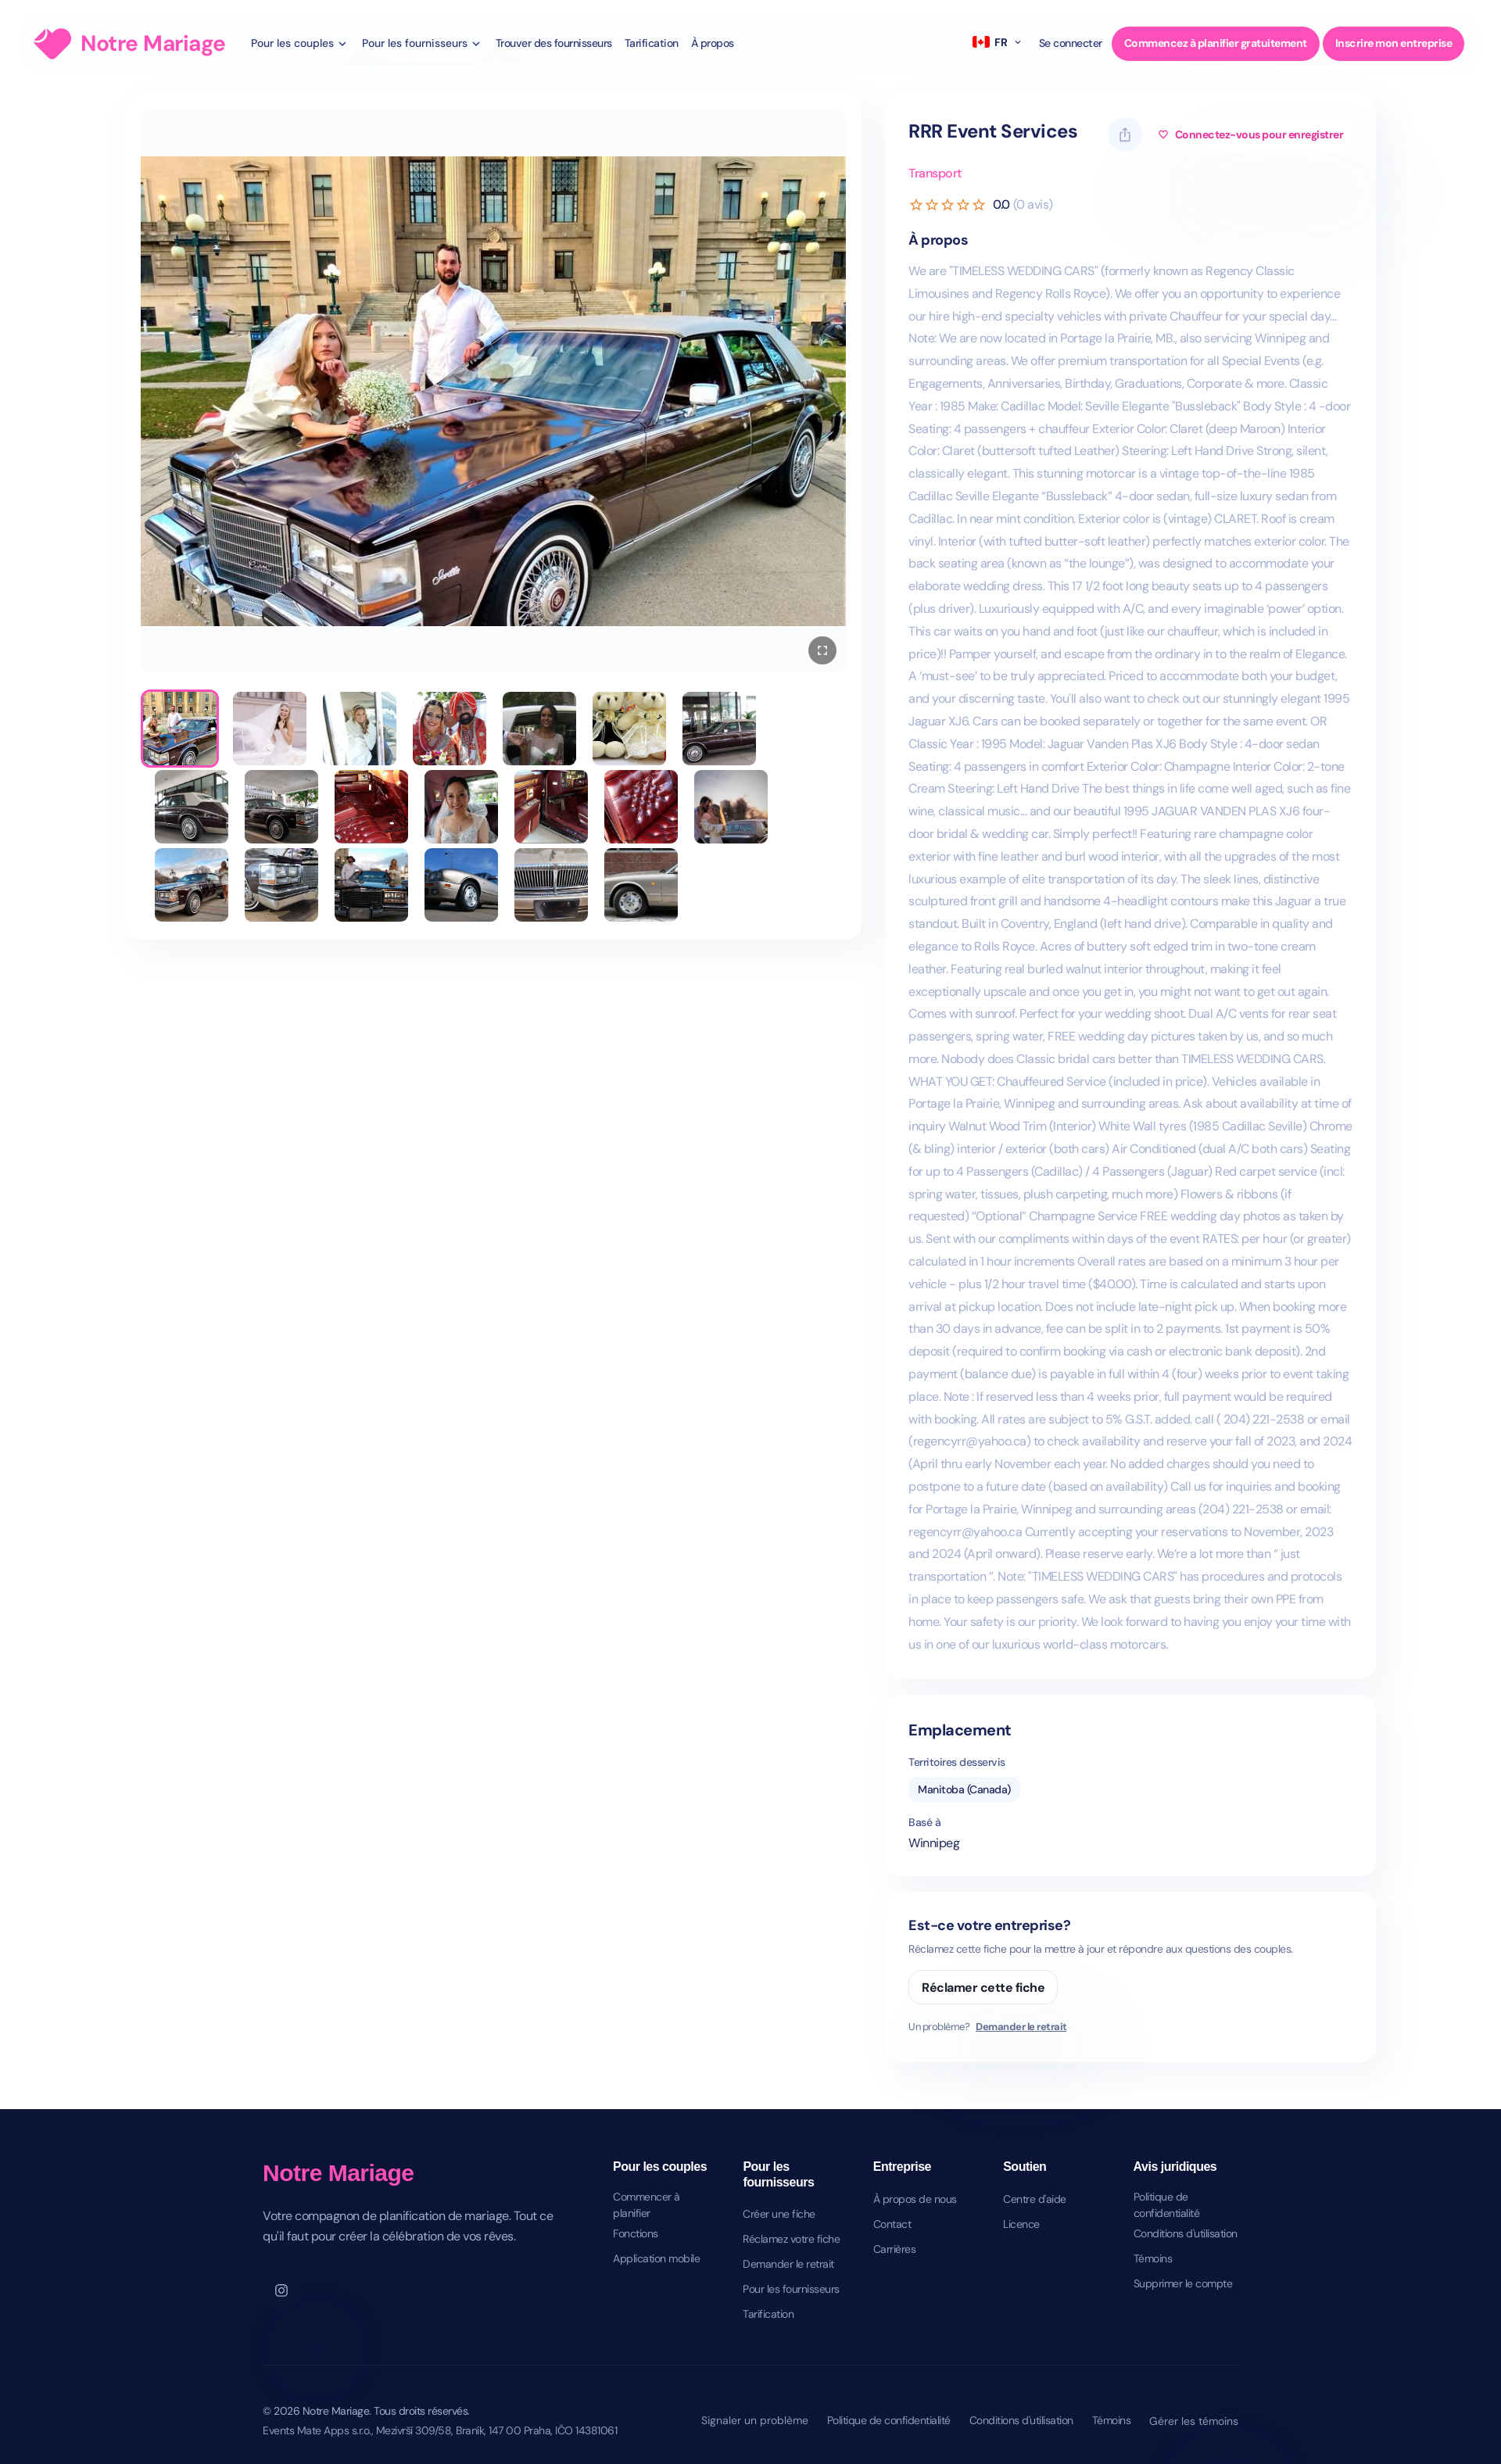 Notre Mariage
Pour les couples
Pour les fournisseurs
Trouver des fournisseurs
Tarification
À propos
FR
Se connecter
Commencez à planifier gratuitement
Inscrire mon entreprise
RRR Event Services
Connectez-vous pour enregistrer
Transport
0.0 (0 avis)
À propos
We are "TIMELESS WEDDING CARS" (formerly known as Regency Classic
Limousines and Regency Rolls Royce). We offer you an opportunity to experience
our hire high-end specialty vehicles with private Chauffeur for your special day...
Note: We are now located in Portage la Prairie, MB., also servicing Winnipeg and
surrounding areas. We offer premium transportation for all Special Events (e.g.
Engagements, Anniversaries, Birthday, Graduations, Corporate & more. Classic
Year : 1985 Make: Cadillac Model: Seville Elegante "Bussleback" Body Style : 4 -door
Seating: 4 passengers + chauffeur Exterior Color: Claret (deep Maroon) Interior
Color: Claret (buttersoft tufted Leather) Steering: Left Hand Drive Strong, silent,
classically elegant. This stunning motorcar is a vintage top-of-the-line 1985
Cadillac Seville Elegante “Bussleback” 4-door sedan, full-size luxury sedan from
Cadillac. In near mint condition. Exterior color is (vintage) CLARET. Roof is cream
vinyl. Interior (with tufted butter-soft leather) perfectly matches exterior color. The
back seating area (known as “the lounge”), was designed to accommodate your
elaborate wedding dress. This 17 1/2 foot long beauty seats up to 4 passengers
(plus driver). Luxuriously equipped with A/C, and every imaginable ‘power’ option.
This car waits on you hand and foot (just like our chauffeur, which is included in
price)!! Pamper yourself, and escape from the ordinary in to the realm of Elegance.
A ‘must-see’ to be truly appreciated. Priced to accommodate both your budget,
and your discerning taste. You'll also want to check out our stunningly elegant 1995
Jaguar XJ6. Cars can be booked separately or together for the same event. OR
Classic Year : 1995 Model: Jaguar Vanden Plas XJ6 Body Style : 4-door sedan
Seating: 4 passengers in comfort Exterior Color: Champagne Interior Color: 2-tone
Cream Steering: Left Hand Drive The best things in life come well aged, such as fine
wine, classical music... and our beautiful 1995 JAGUAR VANDEN PLAS XJ6 four-
door bridal & wedding car. Simply perfect!! Featuring rare champagne color
exterior with fine leather and burl wood interior, with all the upgrades of the most
luxurious example of elite transportation of its day. The sleek lines, distinctive
sculptured front grill and handsome 4-headlight contours make this Jaguar a true
standout. Built in Coventry, England (left hand drive). Comparable in quality and
elegance to Rolls Royce. Acres of buttery soft edged trim in two-tone cream
leather. Featuring real burled walnut interior throughout, making it feel
exceptionally upscale and once you get in, you might not want to get out again.
Comes with sunroof. Perfect for your wedding shoot. Dual A/C vents for rear seat
passengers, spring water, FREE wedding day pictures taken by us, and so much
more. Nobody does Classic bridal cars better than TIMELESS WEDDING CARS.
WHAT YOU GET: Chauffeured Service (included in price). Vehicles available in
Portage la Prairie, Winnipeg and surrounding areas. Ask about availability at time of
inquiry Walnut Wood Trim (Interior) White Wall tyres (1985 Cadillac Seville) Chrome
(& bling) interior / exterior (both cars) Air Conditioned (dual A/C both cars) Seating
for up to 4 Passengers (Cadillac) / 4 Passengers (Jaguar) Red carpet service (incl:
spring water, tissues, plush carpeting, much more) Flowers & ribbons (if
requested) “Optional” Champagne Service FREE wedding day photos as taken by
us. Sent with our compliments within days of the event RATES: per hour (or greater)
calculated in 1 hour increments Overall rates are based on a minimum 3 hour per
vehicle - plus 1/2 hour travel time ($40.00). Time is calculated and starts upon
arrival at pickup location. Does not include late-night pick up. When booking more
than 30 days in advance, fee can be split in to 2 payments. 1st payment is 50%
deposit (required to confirm booking via cash or electronic bank deposit). 2nd
payment (balance due) is payable in full within 4 (four) weeks prior to event taking
place. Note : If reserved less than 4 weeks prior, full payment would be required
with booking. All rates are subject to 5% G.S.T. added. call ( 204) 221-2538 or email
(regencyrr@yahoo.ca) to check availability and reserve your fall of 2023, and 2024
(April thru early November each year. No added charges should you need to
postpone to a future date (based on availability) Call us for inquiries and booking
for Portage la Prairie, Winnipeg and surrounding areas (204) 221-2538 or email:
regencyrr@yahoo.ca Currently accepting your reservations to November, 2023
and 2024 (April onward). Please reserve early. We’re a lot more than “ just
transportation ”. Note: "TIMELESS WEDDING CARS" has procedures and protocols
in place to keep passengers safe. We ask that guests bring their own PPE from
home. Your safety is our priority. We look forward to having you enjoy your time with
us in one of our luxurious world-class motorcars.
Emplacement
Territoires desservis
Manitoba (Canada)
Basé à
Winnipeg
Est-ce votre entreprise?
Réclamez cette fiche pour la mettre à jour et répondre aux questions des couples.
Réclamer cette fiche
Un problème? Demander le retrait
Notre Mariage
Votre compagnon de planification de mariage. Tout ce
qu'il faut pour créer la célébration de vos rêves.
Pour les couples
Commencer à
planifier
Fonctions
Application mobile
Pour les
fournisseurs
Créer une fiche
Réclamez votre fiche
Demander le retrait
Pour les fournisseurs
Tarification
Entreprise
À propos de nous
Contact
Carrières
Soutien
Centre d'aide
Licence
Avis juridiques
Politique de
confidentialité
Conditions d'utilisation
Témoins
Supprimer le compte
© 2026 Notre Mariage. Tous droits réservés.
Events Mate Apps s.r.o., Mezivrší 309/58, Braník, 147 00 Praha, IČO 14381061
Signaler un problème
Politique de confidentialité
Conditions d'utilisation
Témoins
Gérer les témoins